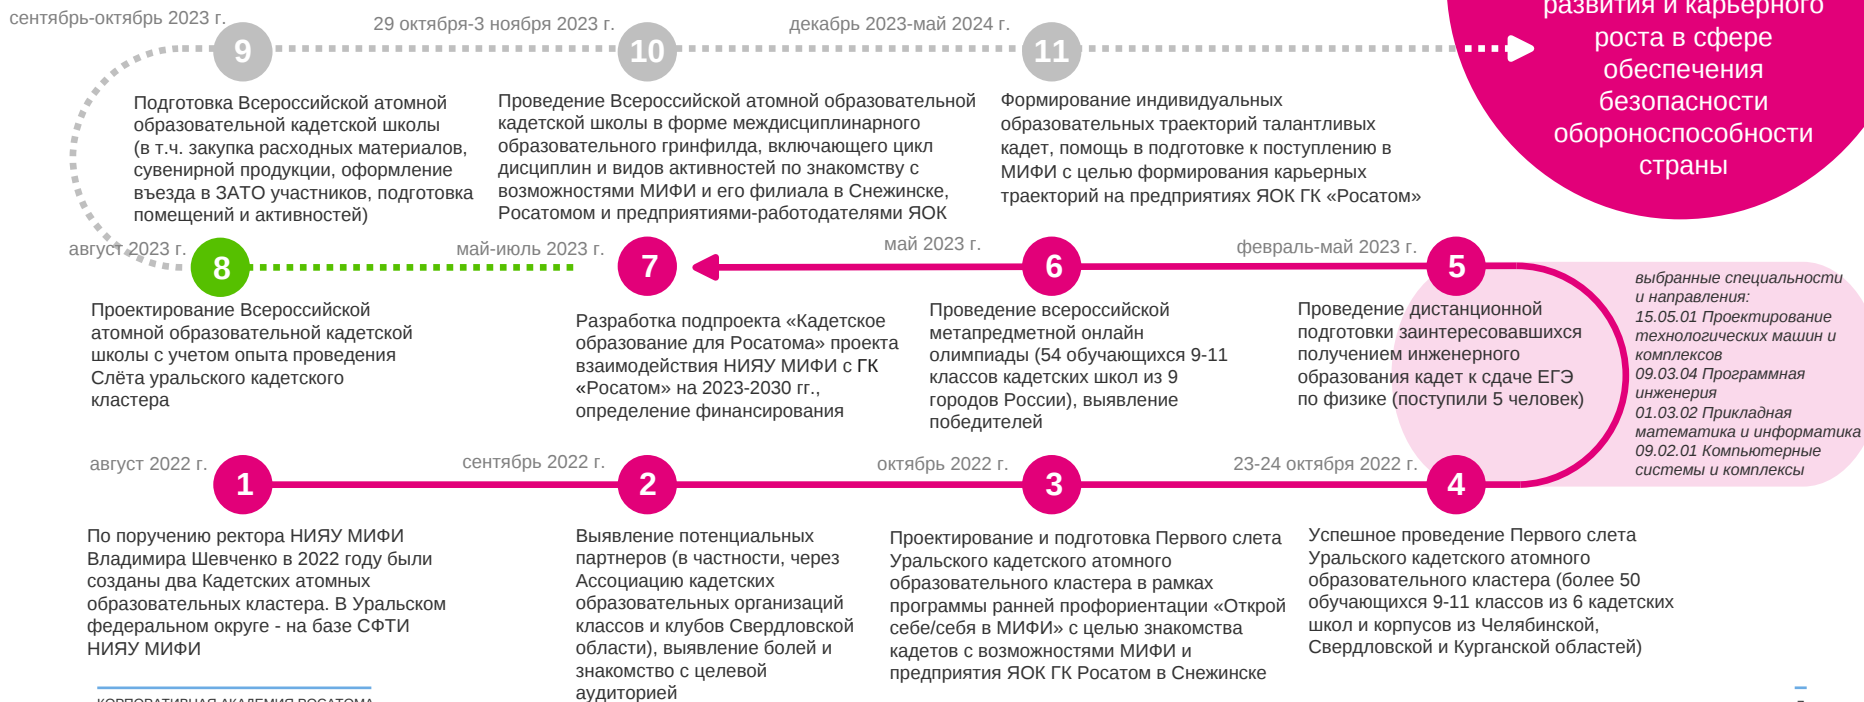 сентябрь-октябрь 2023 г.
9
29 октября-3 ноября 2023 г.
10
декабрь 2023-май 2024 г.
11
развития и карьерного
роста в сфере
обеспечения
безопасности
обороноспособности
страны
Подготовка Всероссийской атомной
образовательной кадетской школы
(в т.ч. закупка расходных материалов,
сувенирной продукции, оформление
въезда в ЗАТО участников, подготовка
помещений и активностей)
Проведение Всероссийской атомной образовательной
кадетской школы в форме междисциплинарного
образовательного гринфилда, включающего цикл
дисциплин и видов активностей по знакомству с
возможностями МИФИ и его филиала в Снежинске,
Росатомом и предприятиями-работодателями ЯОК
Формирование индивидуальных
образовательных траекторий талантливых
кадет, помощь в подготовке к поступлению в
МИФИ с целью формирования карьерных
траекторий на предприятиях ЯОК ГК «Росатом»
август 2023 г.
8
май-июль 2023 г.
7
май 2023 г.
6
февраль-май 2023 г.
5
Проектирование Всероссийской
атомной образовательной кадетской
школы с учетом опыта проведения
Слёта уральского кадетского
кластера
Разработка подпроекта «Кадетское
образование для Росатома» проекта
взаимодействия НИЯУ МИФИ с ГК
«Росатом» на 2023-2030 гг.,
определение финансирования
Проведение всероссийской
метапредметной онлайн
олимпиады (54 обучающихся 9-11
классов кадетских школ из 9
городов России), выявление
победителей
Проведение дистанционной
подготовки заинтересовавшихся
получением инженерного
образования кадет к сдаче ЕГЭ
по физике (поступили 5 человек)
выбранные специальности
и направления:
15.05.01 Проектирование
технологических машин и
комплексов
09.03.04 Программная
инженерия
01.03.02 Прикладная
математика и информатика
09.02.01 Компьютерные
системы и комплексы
август 2022 г.
1
сентябрь 2022 г.
2
октябрь 2022 г.
3
23-24 октября 2022 г.
4
По поручению ректора НИЯУ МИФИ
Владимира Шевченко в 2022 году были
созданы два Кадетских атомных
образовательных кластера. В Уральском
федеральном округе - на базе СФТИ
НИЯУ МИФИ
Выявление потенциальных
партнеров (в частности, через
Ассоциацию кадетских
образовательных организаций
классов и клубов Свердловской
области), выявление болей и
знакомство с целевой
аудиторией
Проектирование и подготовка Первого слета
Уральского кадетского атомного
образовательного кластера в рамках
программы ранней профориентации «Открой
себе/себя в МИФИ» с целью знакомства
кадетов с возможностями МИФИ и
предприятия ЯОК ГК Росатом в Снежинске
Успешное проведение Первого слета
Уральского кадетского атомного
образовательного кластера (более 50
обучающихся 9-11 классов из 6 кадетских
школ и корпусов из Челябинской,
Свердловской и Курганской областей)
КОРПОРАТИВНАЯ АКАДЕМИЯ РОСАТОМА